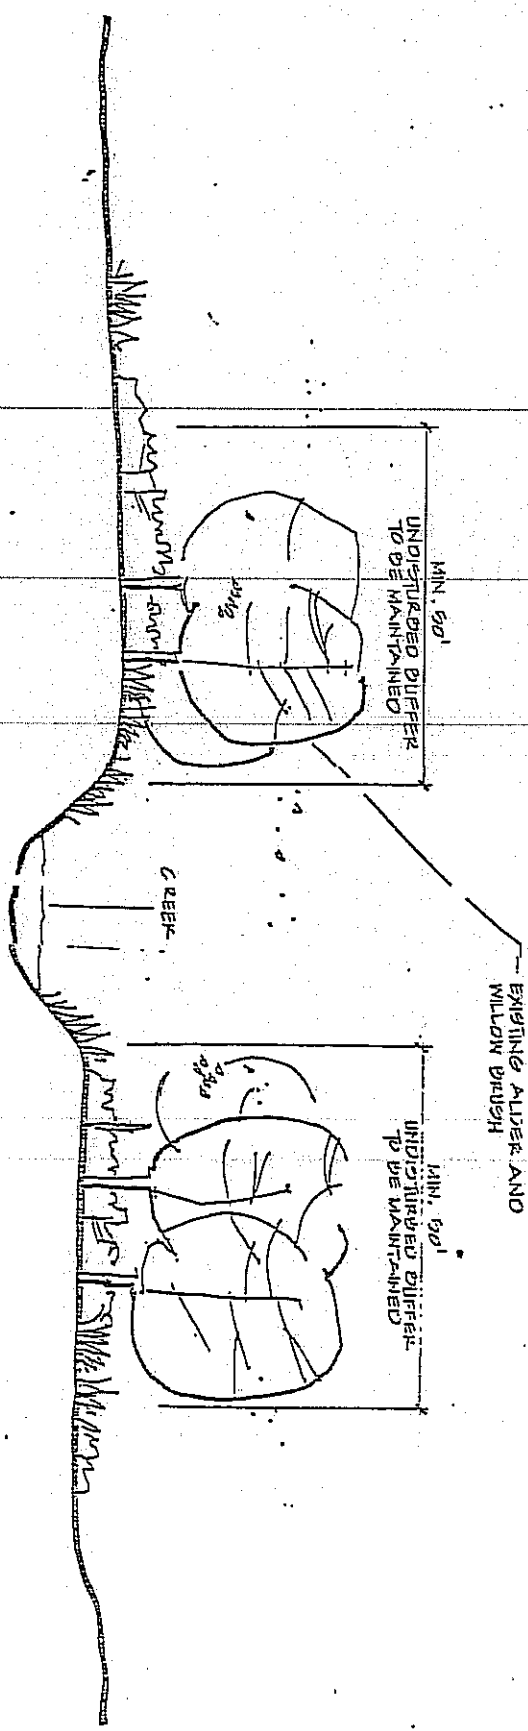 MIN. 50'
UNDISTURBED BUFFER
TO BE MAINTAINED
EXISTING ALDER AND
WILLOW BRUSH
CREEK
MIN. 50'
UNDISTURBED BUFFER
TO BE MAINTAINED